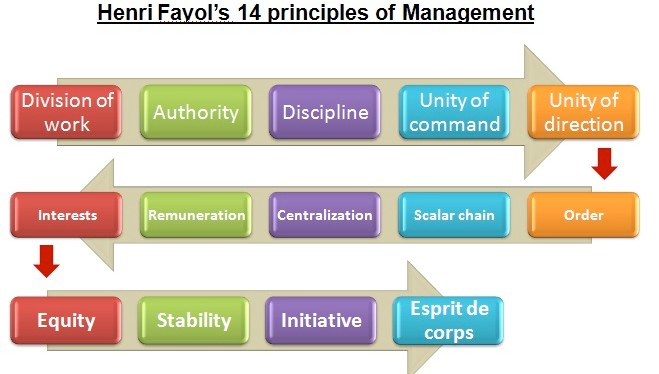 Henri Fayol's 14 principles of Management
Division of
work
Authority
Discipline
Unity of
command
Unity of
direction
Interests
Remuneration
Centralization
Scalar chain
Order
Equity
Stability
Initiative
Esprit de
corps